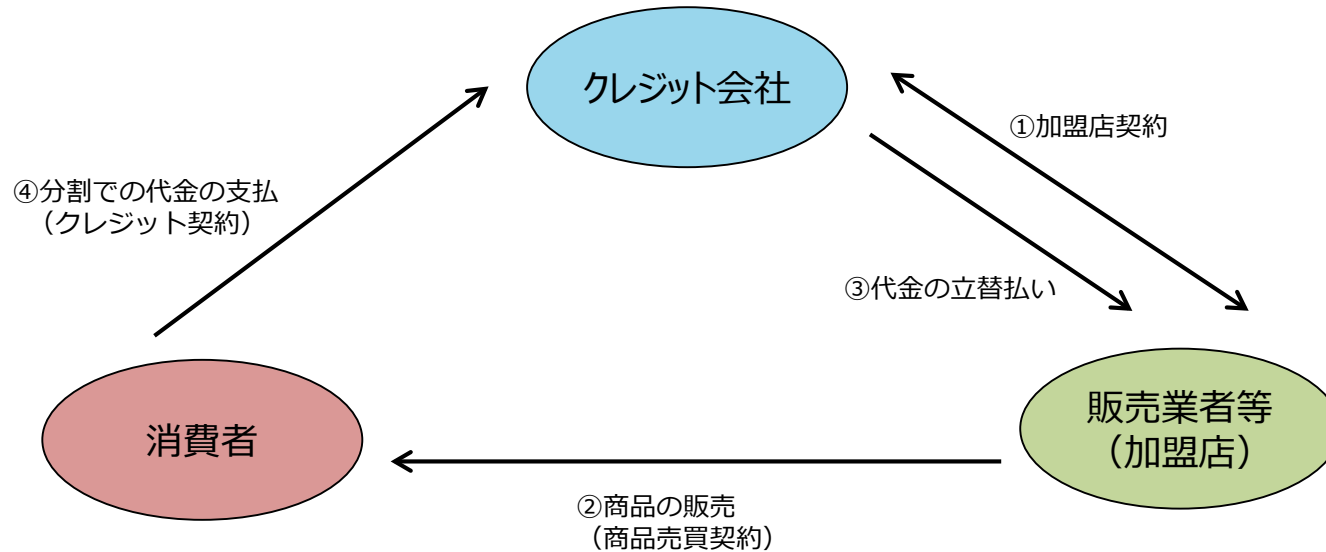 クレジット会社
①加盟店契約
④分割での代金の支払
（クレジット契約）
③代金の立替払い
消費者
販売業者等
（加盟店）
②商品の販売
（商品売買契約）